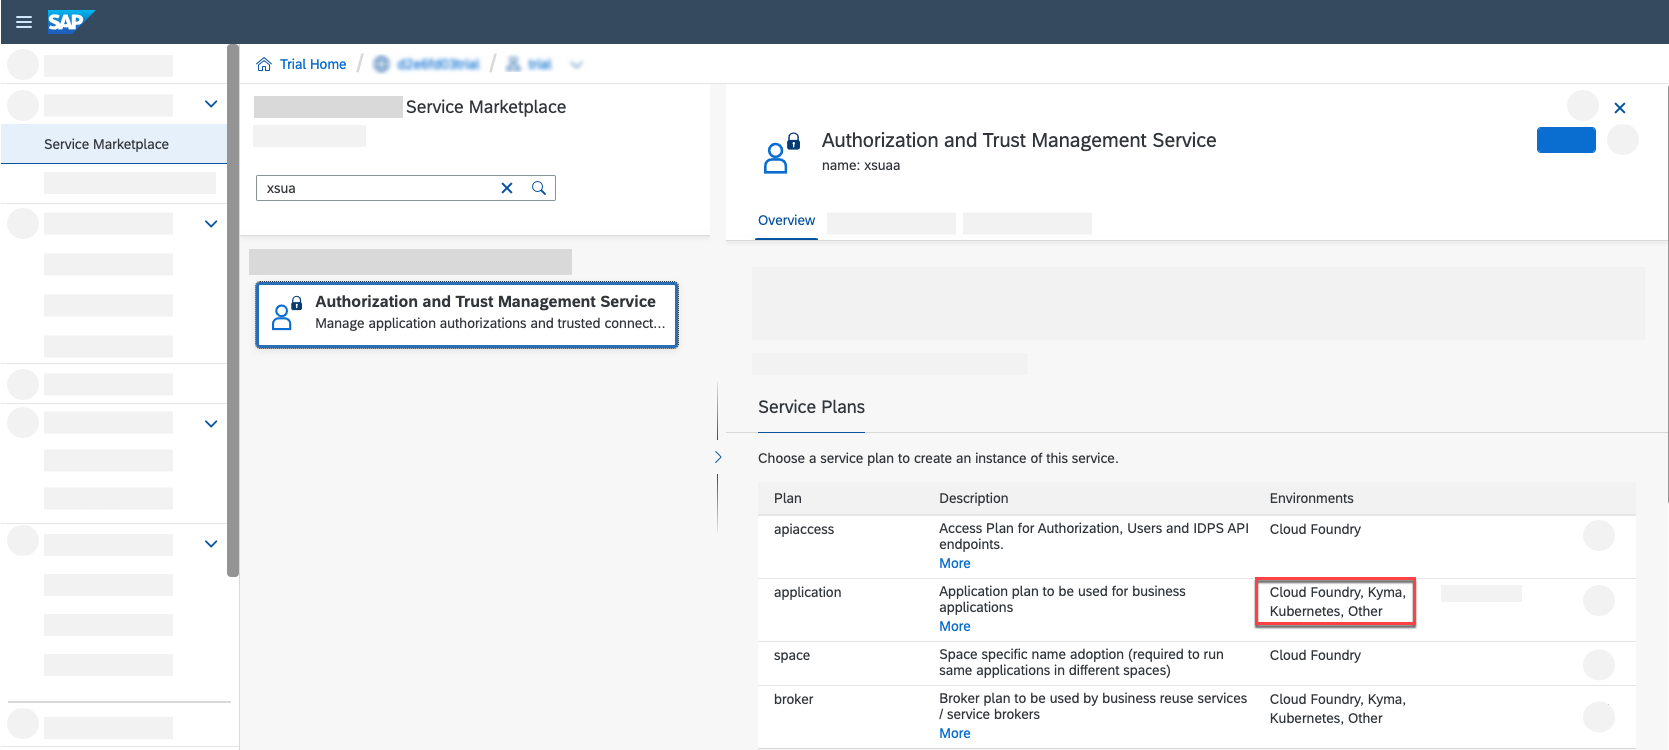 SAP
Trial Home
trial
Service Marketplace
Service Marketplace
xsua
Authorization and Trust Management Service
Manage application authorizations and trusted connect...
Authorization and Trust Management Service
name: xsuaa
Overview
Service Plans
Choose a service plan to create an instance of this service.
Plan Description Environments
apiaccess Access Plan for Authorization, Users and IDPS API Cloud Foundry
endpoints.
More
application Application plan to be used for business Cloud Foundry, Kyma,
applications Kubernetes, Other
More
space Space specific name adoption (required to run Cloud Foundry
same applications in different spaces)
broker Broker plan to be used by business reuse services Cloud Foundry, Kyma,
/ service brokers Kubernetes, Other
More